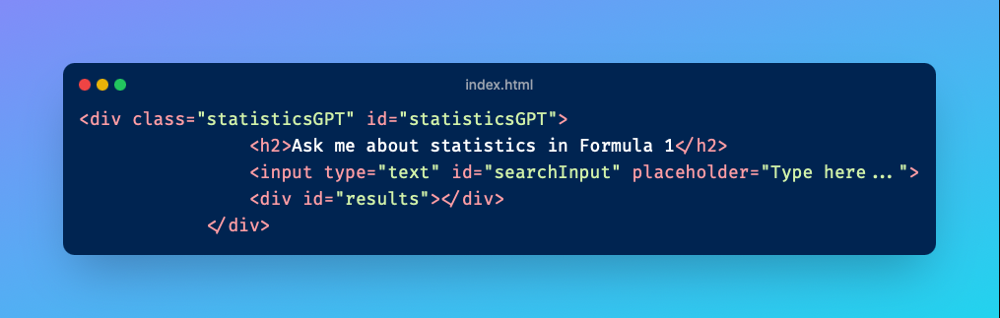 index.html
<div class="statisticsGPT" id="statisticsGPT">
<h2>Ask me about statistics in Formula 1</h2>
<input type="text" id="searchInput" placeholder="Type here...">
<div id="results"></div>
</div>